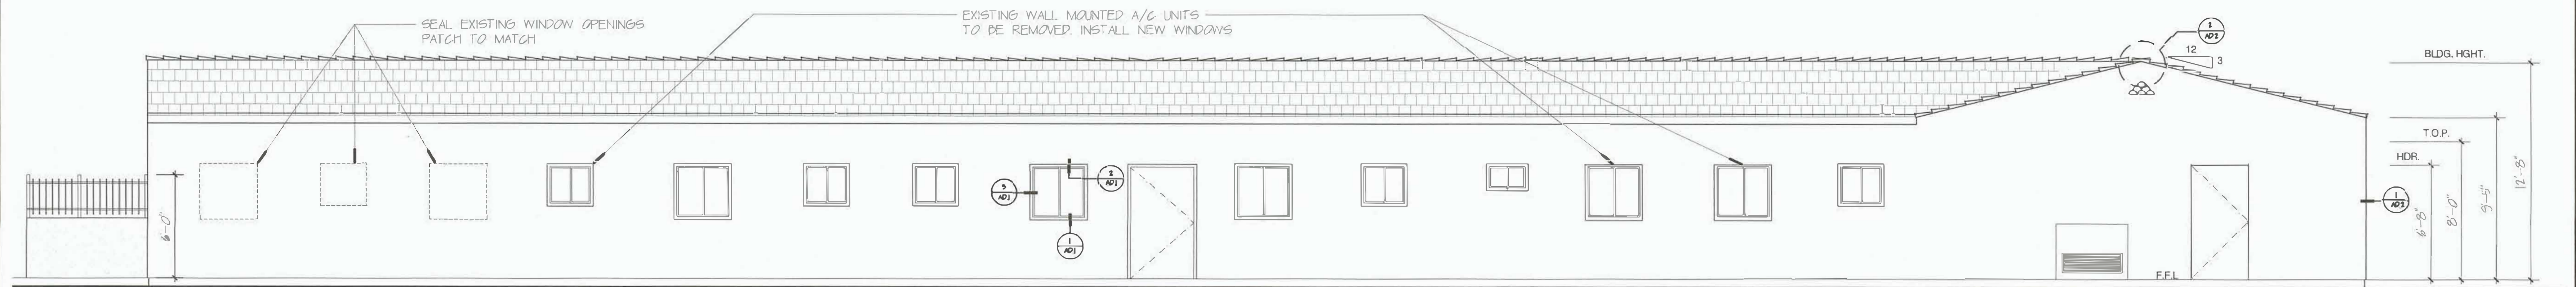 SEAL EXISTING WINDOW OPENINGS
PATCH TO MATCH
EXISTING WALL MOUNTED A/C UNITS
TO BE REMOVED. INSTALL NEW WINDOWS
2
AD2
12
3
BLDG. HGHT.
T.O.P.
HDR.
6'-0"
3
AD1
2
AD1
1
AD1
F.F.L
1
AD2
6'-8"
8'-0"
9'-5"
12'-8"